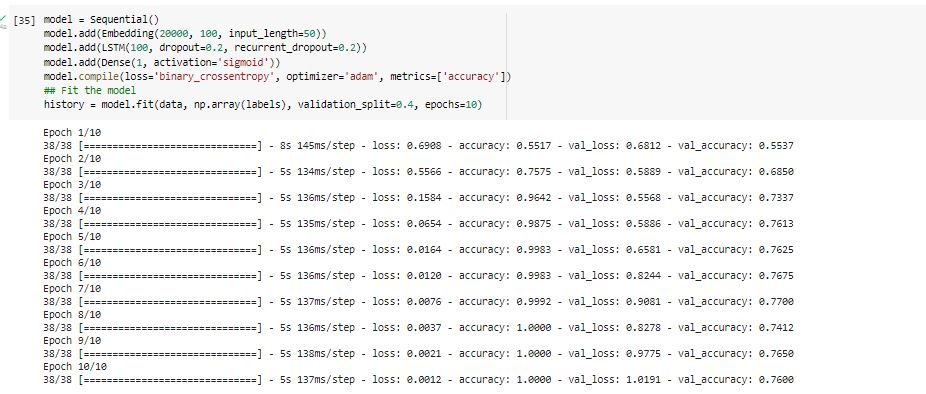 [35] model = Sequential()
model.add(Embedding(20000, 100, input_length=50))
model.add(LSTM(100, dropout=0.2, recurrent_dropout=0.2))
model.add(Dense(1, activation='sigmoid'))
model.compile(loss='binary_crossentropy', optimizer='adam', metrics=['accuracy'])
## Fit the model
history = model.fit(data, np.array(labels), validation_split=0.4, epochs=10)
Epoch 1/10
38/38 [==============================] - 8s 145ms/step - loss: 0.6908 - accuracy: 0.5517 - val_loss: 0.6812 - val_accuracy: 0.5537
Epoch 2/10
38/38 [==============================] - 5s 134ms/step - loss: 0.5566 - accuracy: 0.7575 - val_loss: 0.5889 - val_accuracy: 0.6850
Epoch 3/10
38/38 [==============================] - 5s 136ms/step - loss: 0.1584 - accuracy: 0.9642 - val_loss: 0.5568 - val_accuracy: 0.7337
Epoch 4/10
38/38 [==============================] - 5s 135ms/step - loss: 0.0654 - accuracy: 0.9875 - val_loss: 0.5886 - val_accuracy: 0.7613
Epoch 5/10
38/38 [==============================] - 5s 136ms/step - loss: 0.0164 - accuracy: 0.9983 - val_loss: 0.6581 - val_accuracy: 0.7625
Epoch 6/10
38/38 [==============================] - 5s 136ms/step - loss: 0.0120 - accuracy: 0.9983 - val_loss: 0.8244 - val_accuracy: 0.7675
Epoch 7/10
38/38 [==============================] - 5s 137ms/step - loss: 0.0076 - accuracy: 0.9992 - val_loss: 0.9081 - val_accuracy: 0.7700
Epoch 8/10
38/38 [==============================] - 5s 136ms/step - loss: 0.0037 - accuracy: 1.0000 - val_loss: 0.8278 - val_accuracy: 0.7412
Epoch 9/10
38/38 [==============================] - 5s 138ms/step - loss: 0.0021 - accuracy: 1.0000 - val_loss: 0.9775 - val_accuracy: 0.7650
Epoch 10/10
38/38 [==============================] - 5s 137ms/step - loss: 0.0012 - accuracy: 1.0000 - val_loss: 1.0191 - val_accuracy: 0.7600